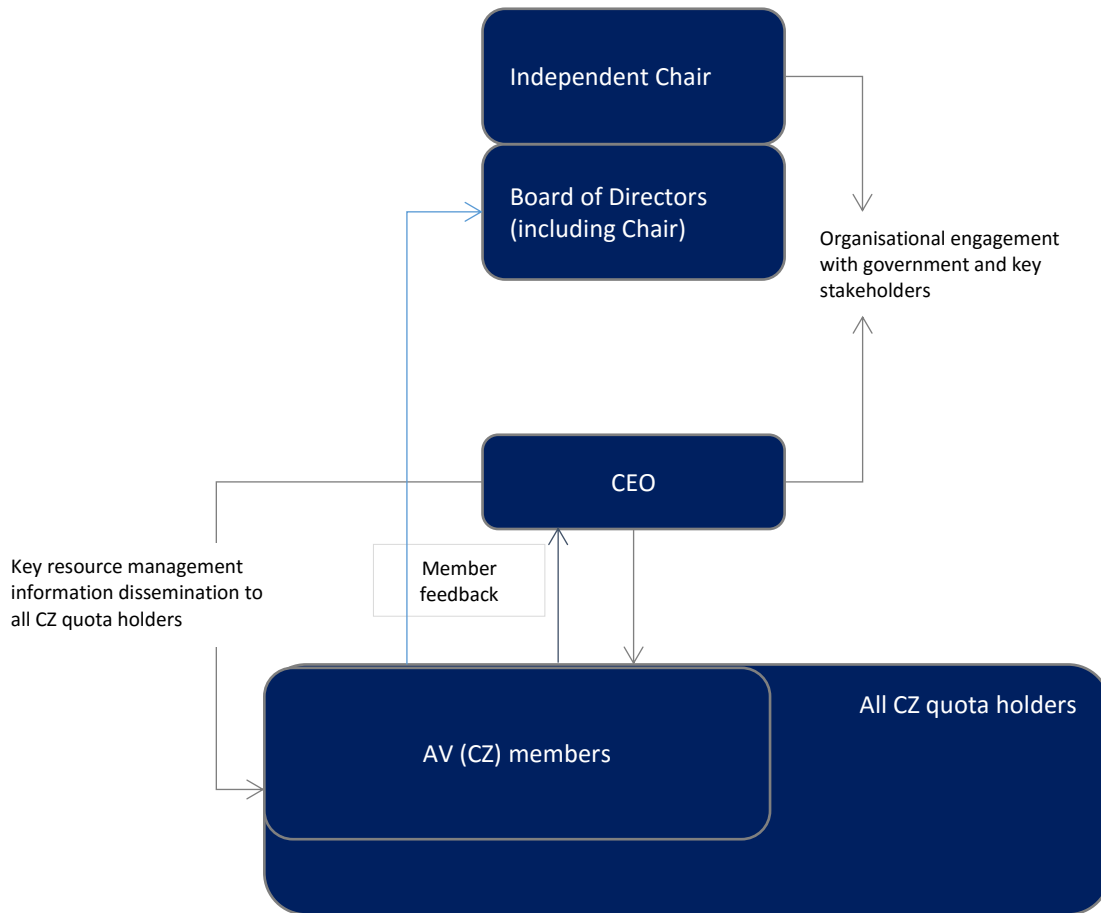 Independent Chair
Board of Directors
(including Chair)
Organisational engagement
with government and key
stakeholders
CEO
Key resource management
information dissemination to
all CZ quota holders
Member
feedback
All CZ quota holders
AV (CZ) members